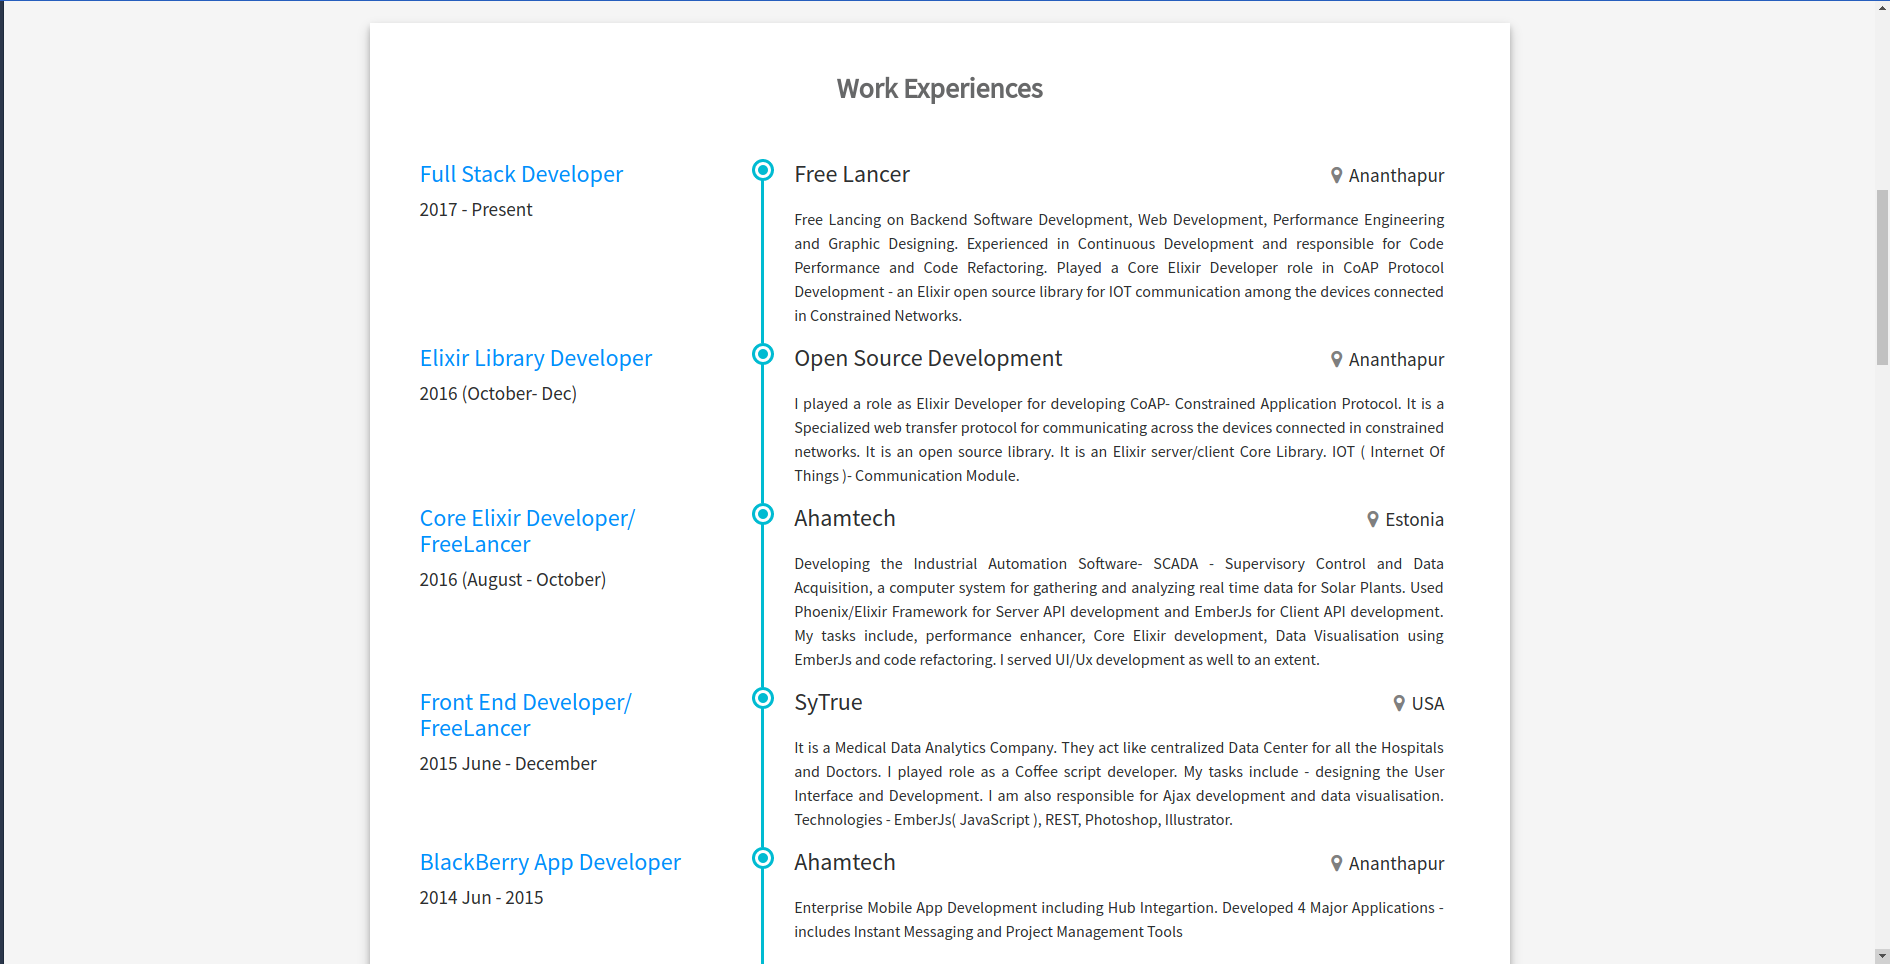 Work Experiences
Full Stack Developer
2017 - Present
Free Lancer
Ananthapur
Free Lancing on Backend Software Development, Web Development, Performance Engineering
and Graphic Designing. Experienced in Continuous Development and responsible for Code
Performance and Code Refactoring. Played a Core Elixir Developer role in CoAP Protocol
Development - an Elixir open source library for IOT communication among the devices connected
in Constrained Networks.
Elixir Library Developer
2016 (October- Dec)
Open Source Development
Ananthapur
I played a role as Elixir Developer for developing CoAP- Constrained Application Protocol. It is a
Specialized web transfer protocol for communicating across the devices connected in constrained
networks. It is an open source library. It is an Elixir server/client Core Library. IOT ( Internet Of
Things )- Communication Module.
Core Elixir Developer/
FreeLancer
2016 (August - October)
Ahamtech
Estonia
Developing the Industrial Automation Software- SCADA - Supervisory Control and Data
Acquisition, a computer system for gathering and analyzing real time data for Solar Plants. Used
Phoenix/Elixir Framework for Server API development and EmberJs for Client API development.
My tasks include, performance enhancer, Core Elixir development, Data Visualisation using
EmberJs and code refactoring. I served UI/Ux development as well to an extent.
Front End Developer/
FreeLancer
2015 June - December
SyTrue
USA
It is a Medical Data Analytics Company. They act like centralized Data Center for all the Hospitals
and Doctors. I played role as a Coffee script developer. My tasks include - designing the User
Interface and Development. I am also responsible for Ajax development and data visualisation.
Technologies - EmberJs( JavaScript ), REST, Photoshop, Illustrator.
BlackBerry App Developer
2014 Jun - 2015
Ahamtech
Ananthapur
Enterprise Mobile App Development including Hub Integartion. Developed 4 Major Applications -
includes Instant Messaging and Project Management Tools